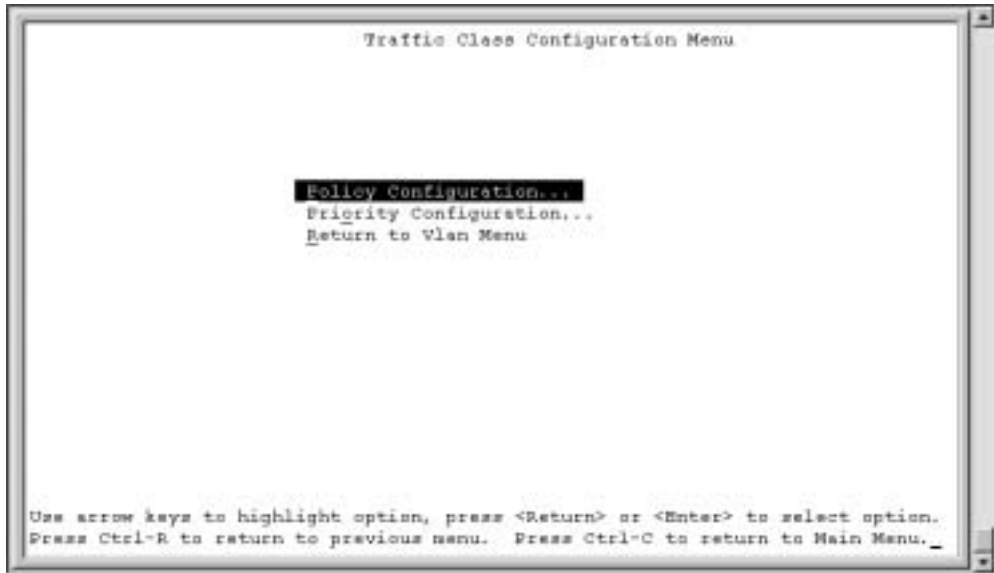 Traffic Class Configuration Menu
Policy Configuration...
Priority Configuration...
Return to Vlan Menu
Use arrow keys to highlight option, press <Return> or <Enter> to select option.
Press Ctrl-R to return to previous menu. Press Ctrl-C to return to Main Menu._